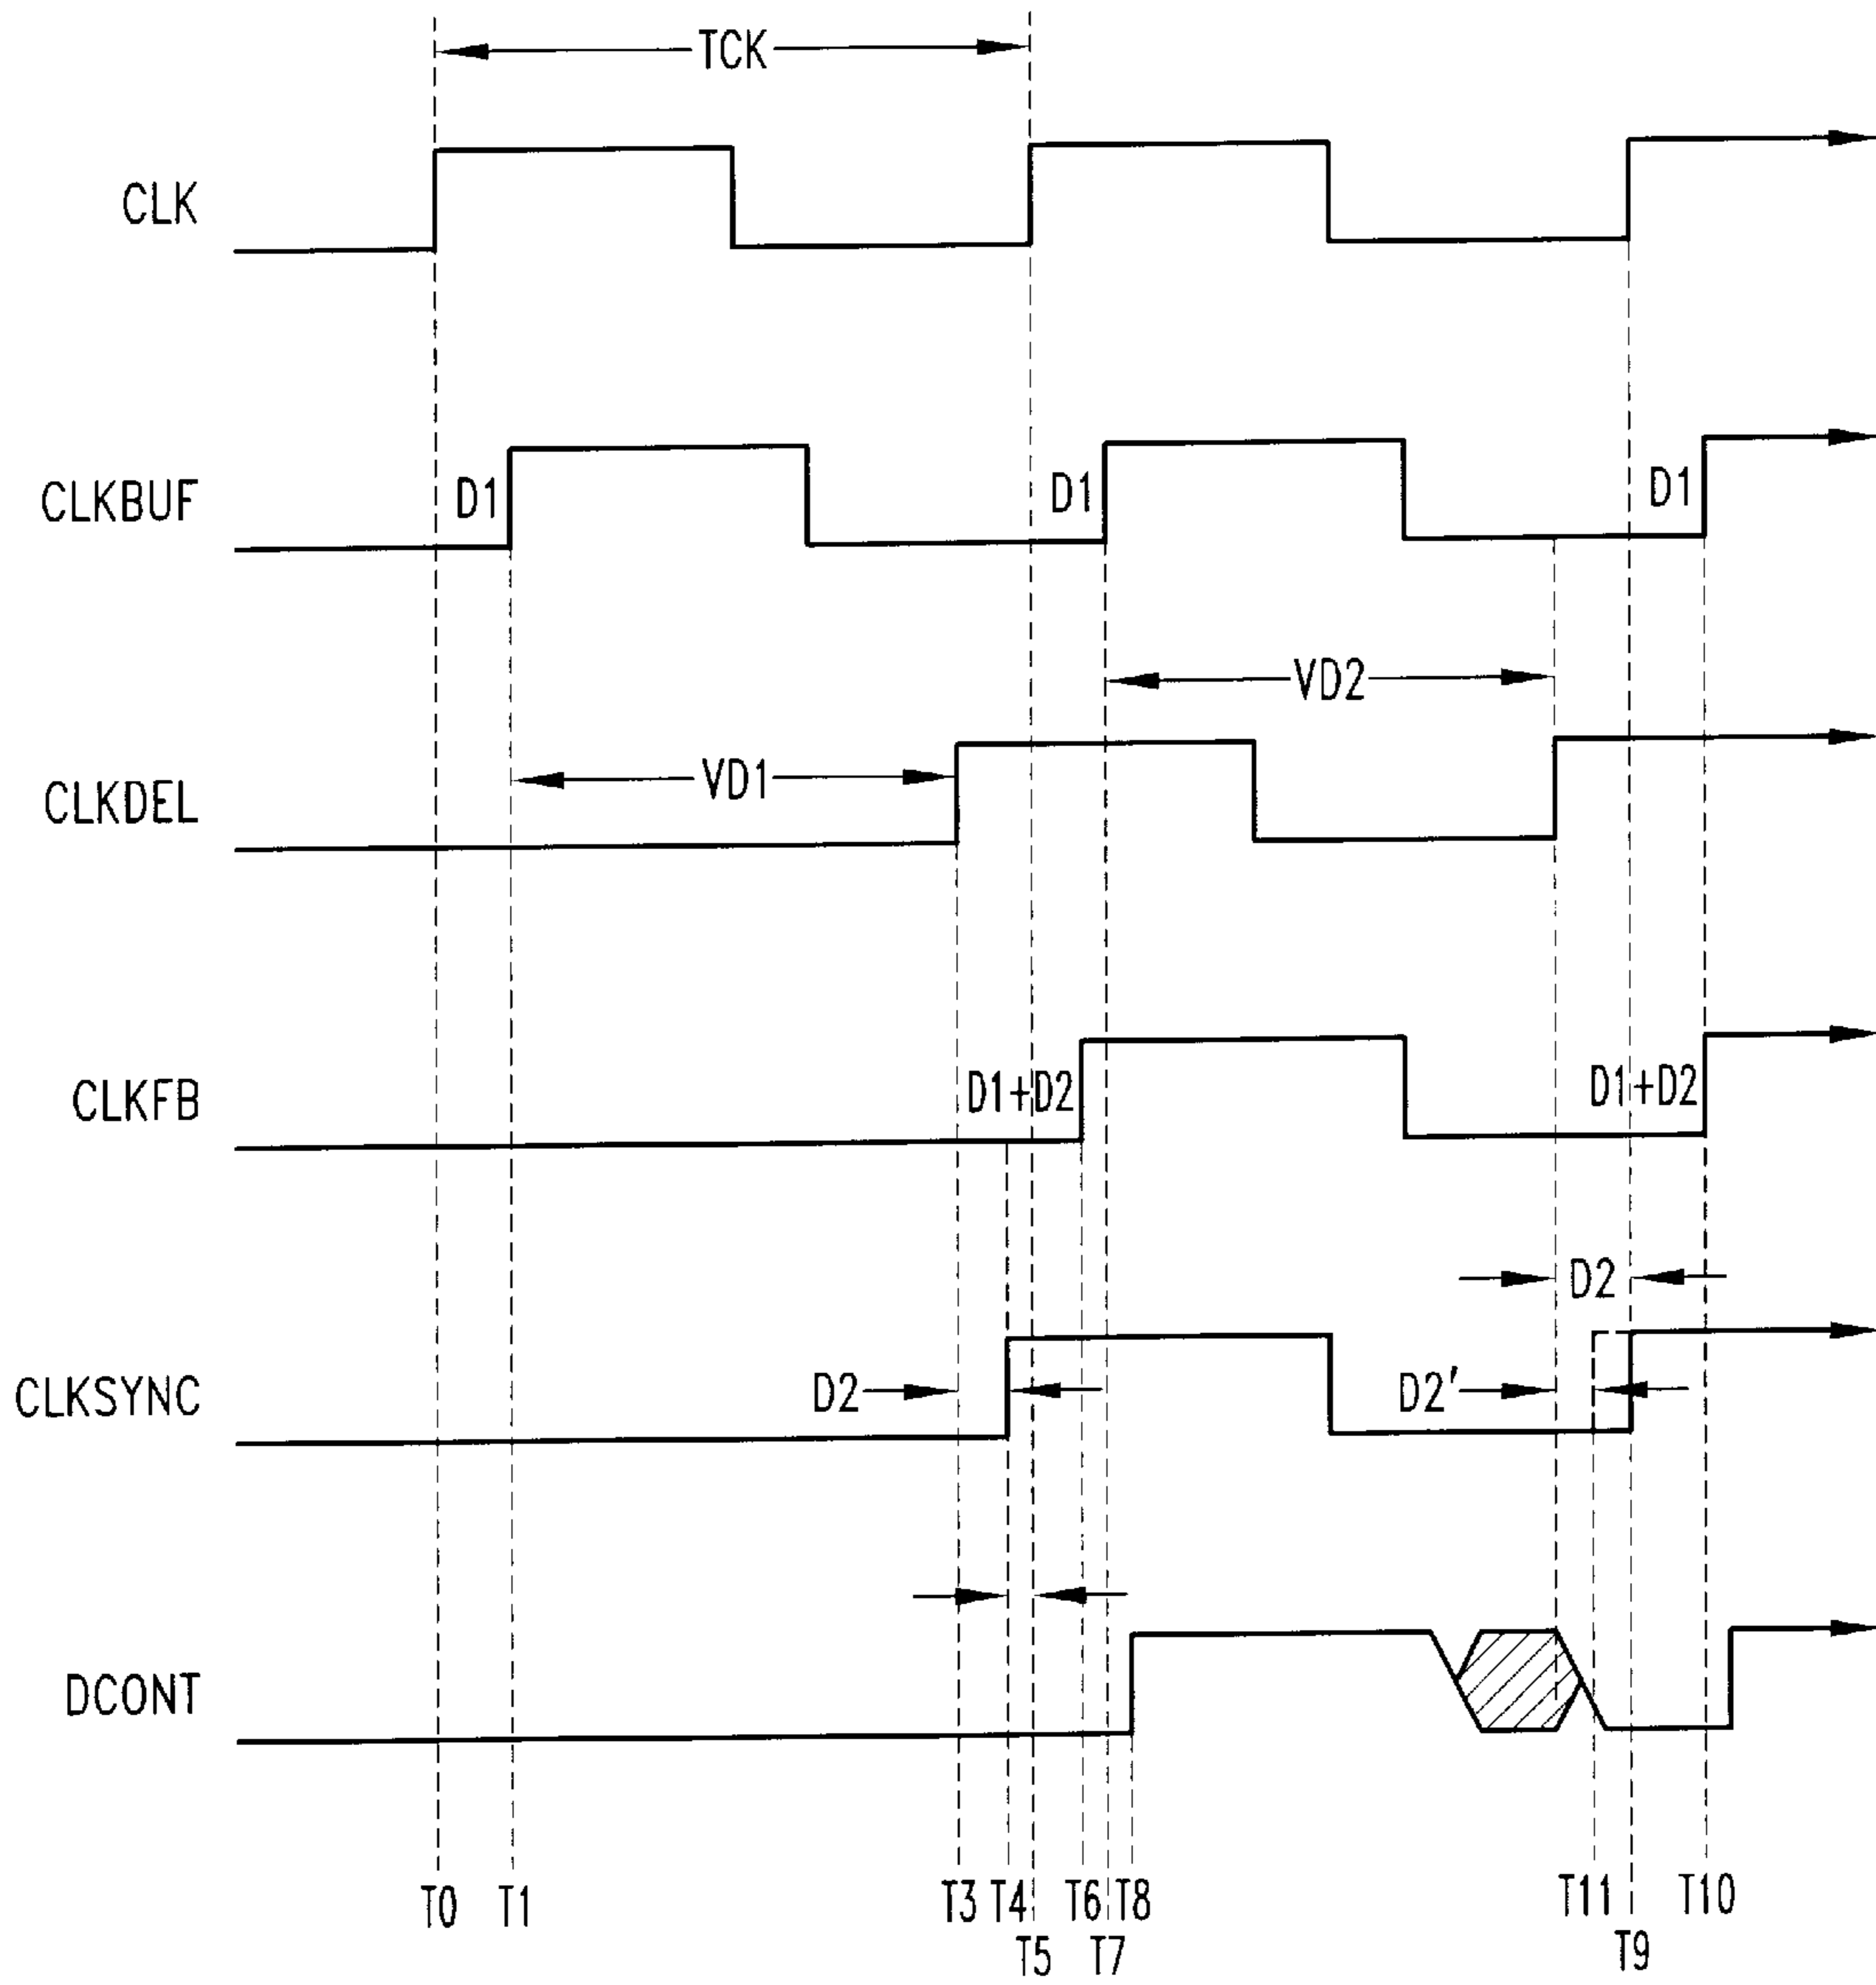 TCK
CLK
CLKBUF D1 D1 D1
VD2
CLKDEL VD1
CLKFB D1+D2 D1+D2
D2
CLKSYNC D2 D2'
DCONT
T0 T1 T3 T4 T6 T8 T11 T10
T5 T7 T9